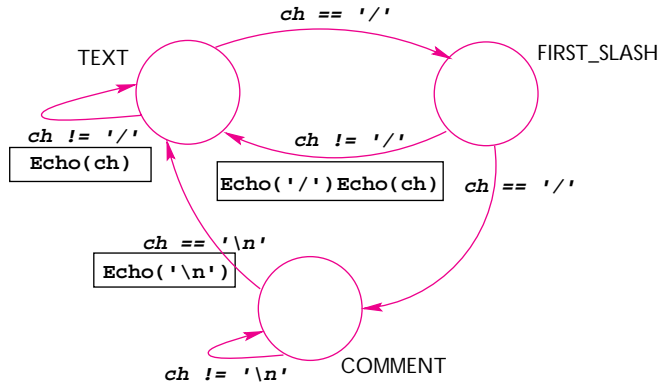 ch == '/'
TEXT
FIRST_SLASH
ch != '/'
Echo(ch)
ch != '/'
Echo('/')Echo(ch)
ch == '/'
ch == '\n'
Echo('\n')
COMMENT
ch != '\n'